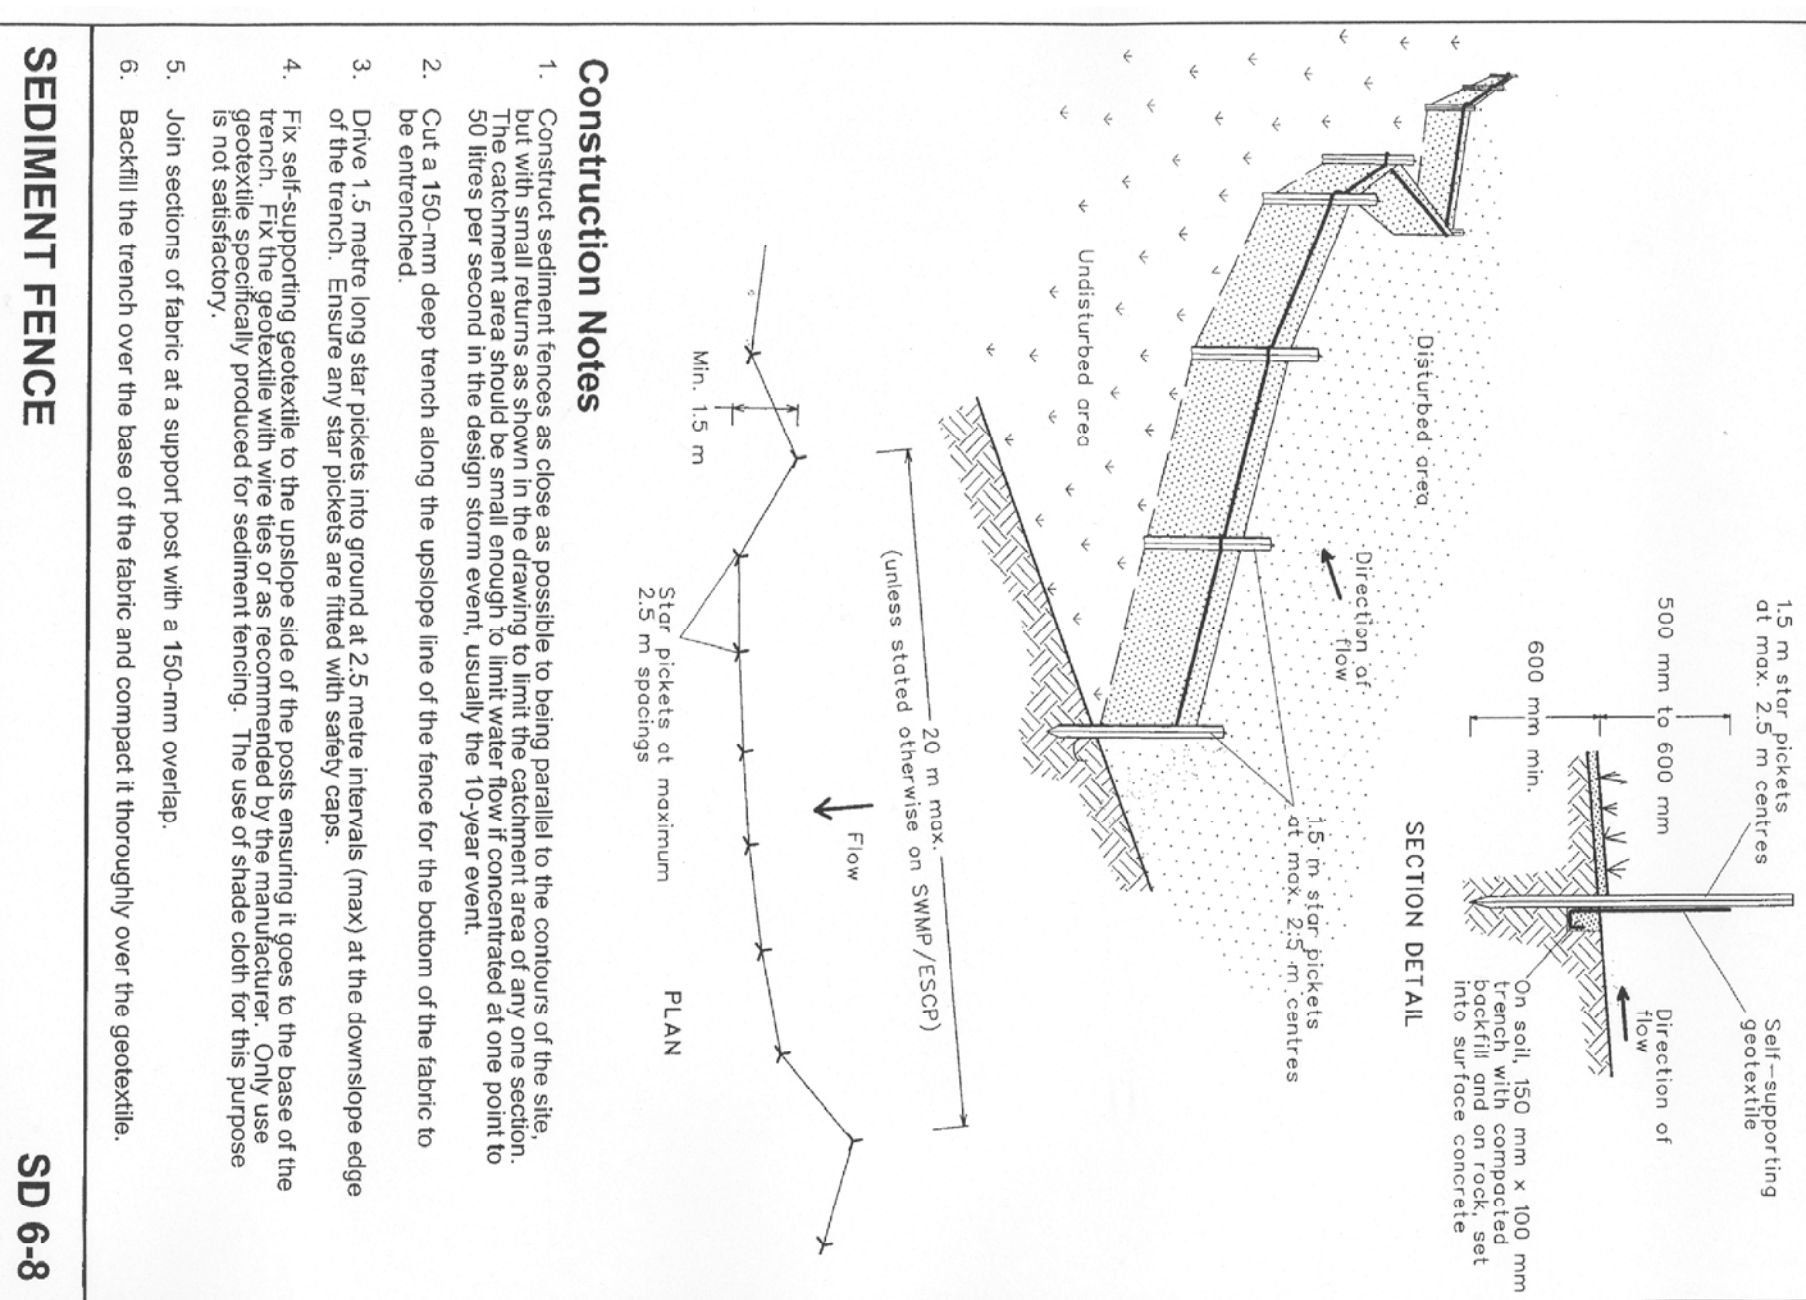 1.5 m star pickets
at max. 2.5 m centres
500 mm to 600 mm
600 mm min.
Self-supporting
geotextile
Direction of
flow
On soil, 150 mm x 100 mm
trench with compacted
backfill and on rock, set
into surface concrete
SECTION DETAIL
Disturbed area
Undisturbed area
Direction of
flow
1.5 m star pickets
at max. 2.5 m centres
20 m max.
(unless stated otherwise on SWMP/ESCP)
Flow
Min. 1.5 m
Star pickets at maximum
2.5 m spacings
PLAN
Construction Notes
1. Construct sediment fences as close as possible to being parallel to the contours of the site,
but with small returns as shown in the drawing to limit the catchment area of any one section.
The catchment area should be small enough to limit water flow if concentrated at one point to
50 litres per second in the design storm event, usually the 10-year event.
2. Cut a 150-mm deep trench along the upslope line of the fence for the bottom of the fabric to
be entrenched.
3. Drive 1.5 metre long star pickets into ground at 2.5 metre intervals (max) at the downslope edge
of the trench. Ensure any star pickets are fitted with safety caps.
4. Fix self-supporting geotextile to the upslope side of the posts ensuring it goes to the base of the
trench. Fix the geotextile with wire ties or as recommended by the manufacturer. Only use
geotextile specifically produced for sediment fencing. The use of shade cloth for this purpose
is not satisfactory.
5. Join sections of fabric at a support post with a 150-mm overlap.
6. Backfill the trench over the base of the fabric and compact it thoroughly over the geotextile.
SEDIMENT FENCE
SD 6-8